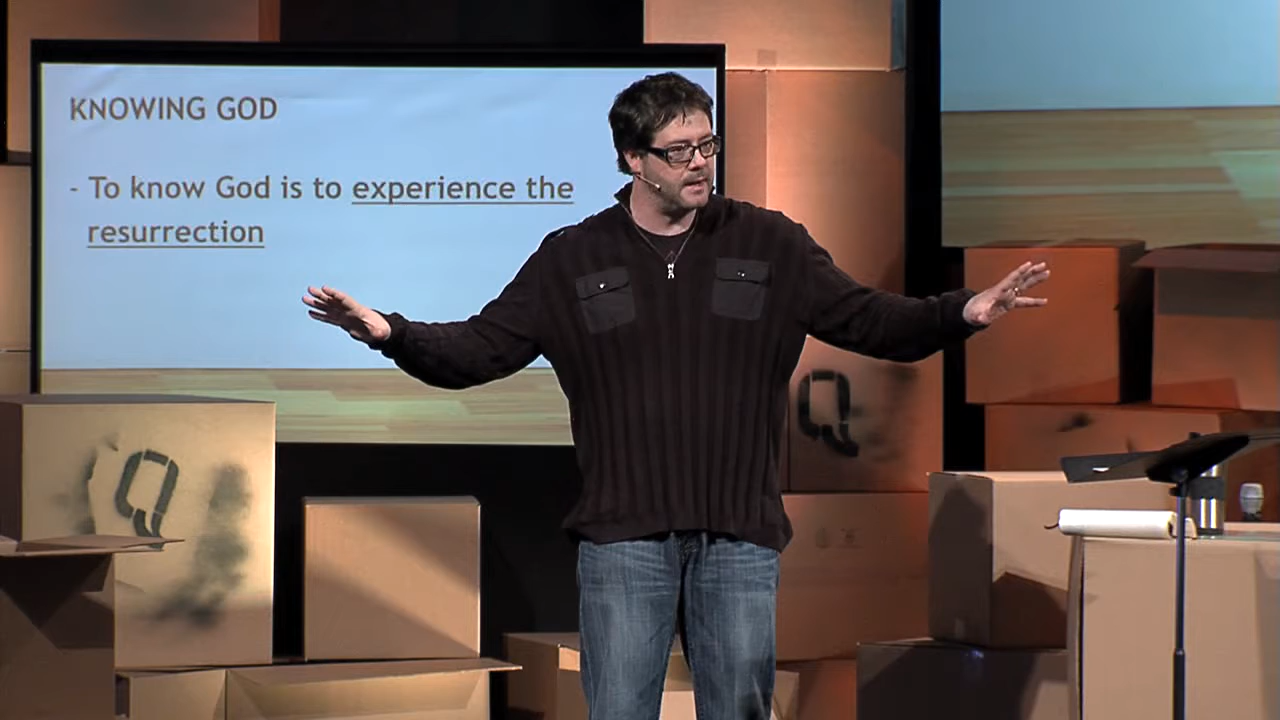 KNOWING GOD
- To know God is to experience the
resurrection
Q
Q